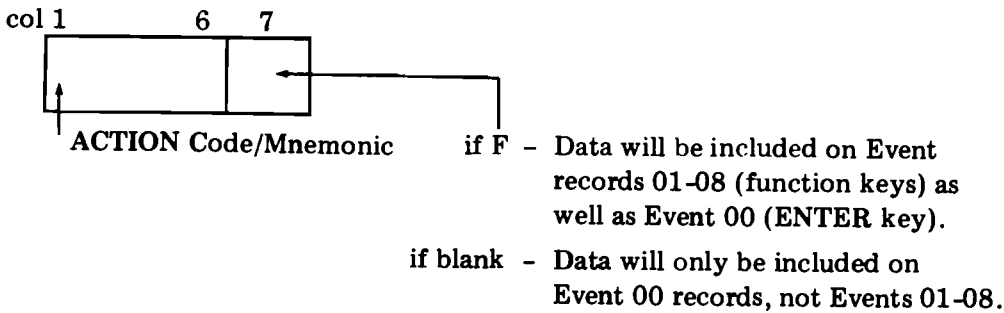 col 1 6 7
ACTION Code/Mnemonic if F – Data will be included on Event
records 01-08 (function keys) as
well as Event 00 (ENTER key).
if blank – Data will only be included on
Event 00 records, not Events 01-08.